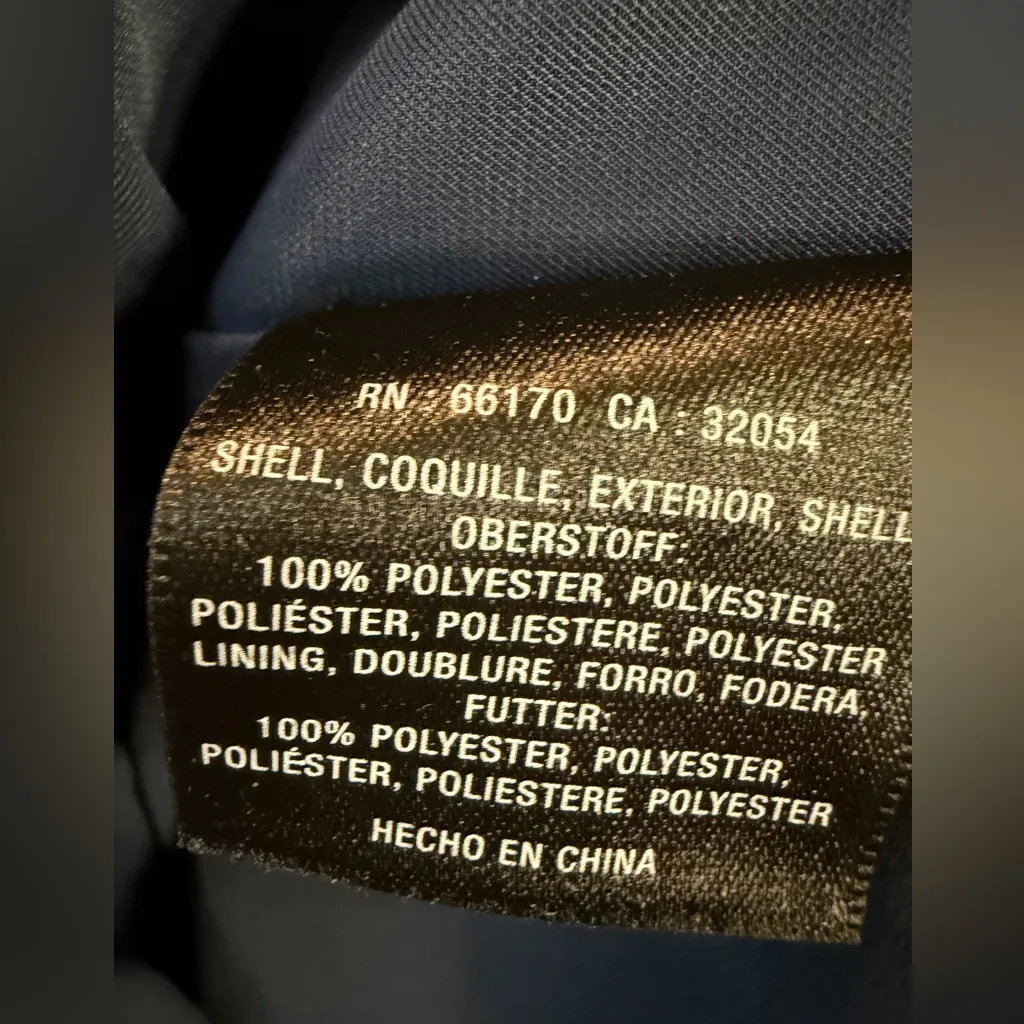 RN : 66170 CA : 32054
SHELL, COQUILLE, EXTERIOR, SHELL
OBERSTOFF:
100% POLYESTER, POLYESTER,
POLIÉSTER, POLIESTERE, POLYESTER
LINING, DOUBLURE, FORRO, FODERA,
FUTTER:
100% POLYESTER, POLYESTER,
POLIÉSTER, POLIESTERE, POLYESTER
HECHO EN CHINA